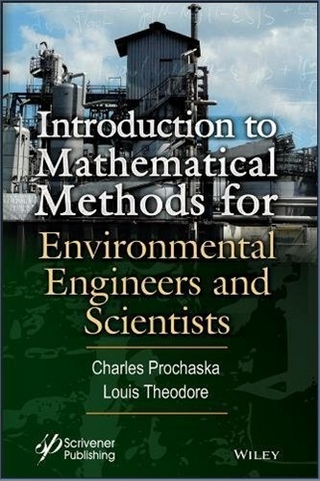 Introduction to
Mathematical
Methods for
Environmental
Engineers and
Scientists
Charles Prochaska
Louis Theodore
Scrivener
Publishing
WILEY